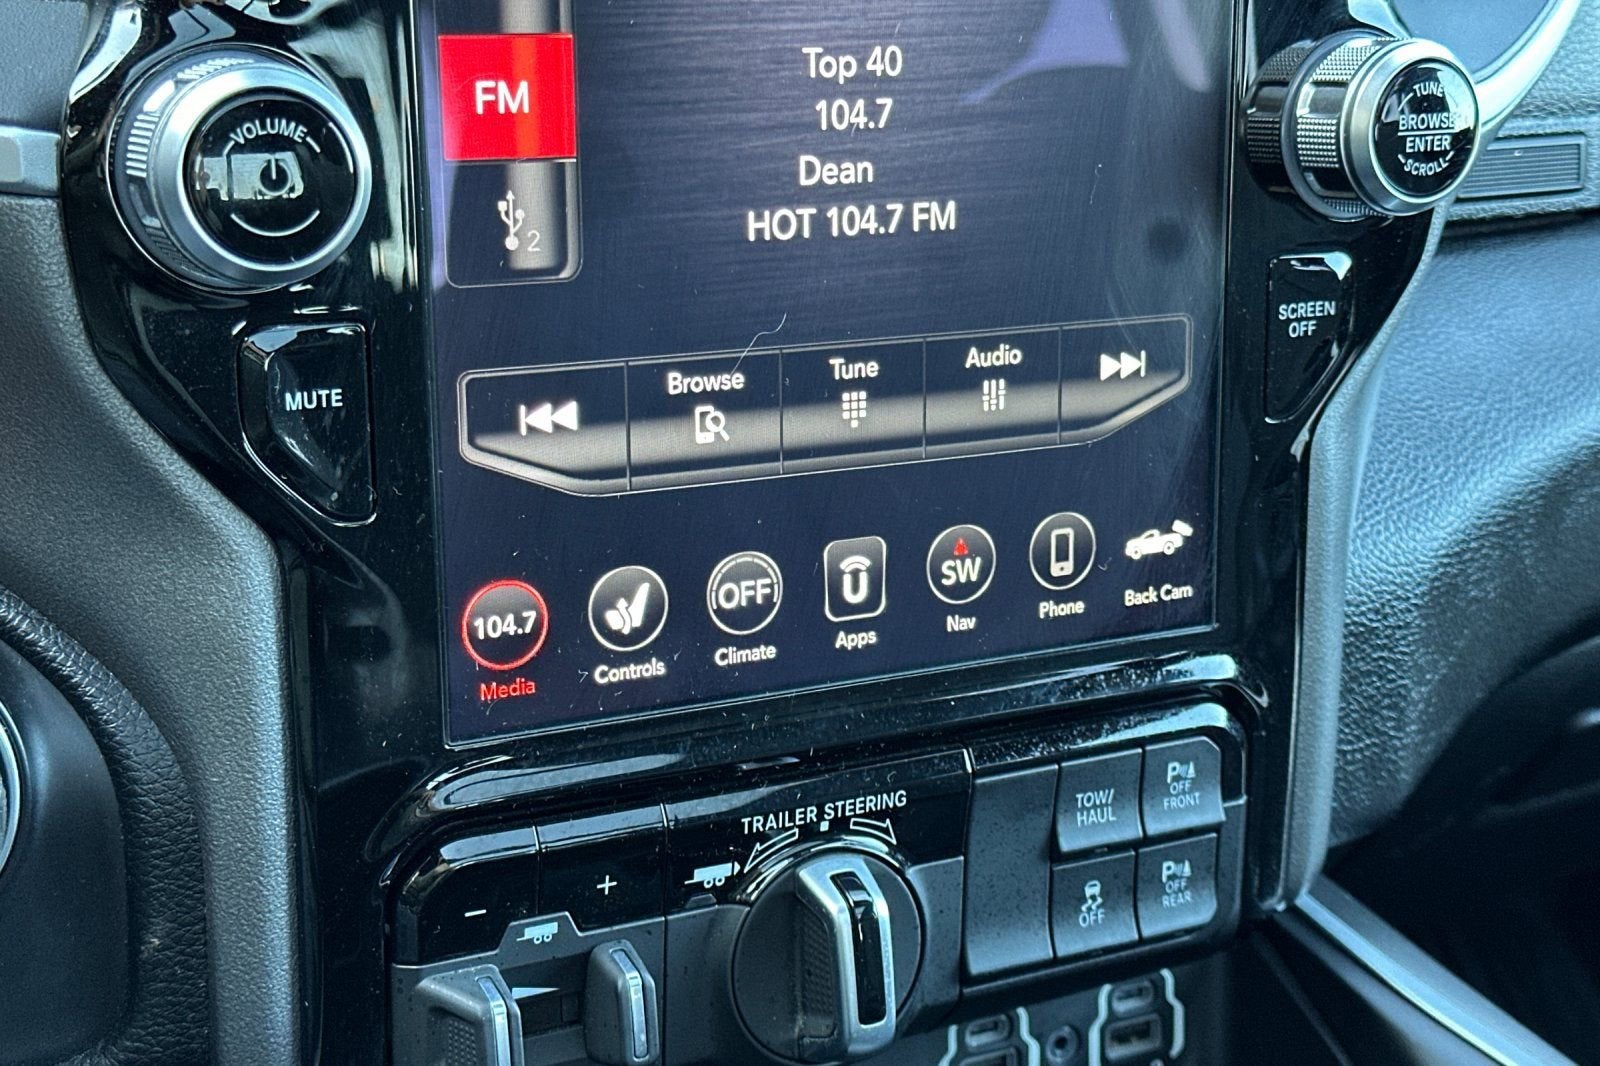 Top 40
104.7
Dean
HOT 104.7 FM
FM
2
VOLUME
TUNE
BROWSE
ENTER
SCROLL
MUTE
SCREEN
OFF
Browse
Tune
Audio
104.7
Media
Controls
OFF
Climate
Apps
SW
Nav
Phone
Back Cam
TRAILER STEERING
-
+
TOW/
HAUL
P
OFF
FRONT
OFF
P
OFF
REAR